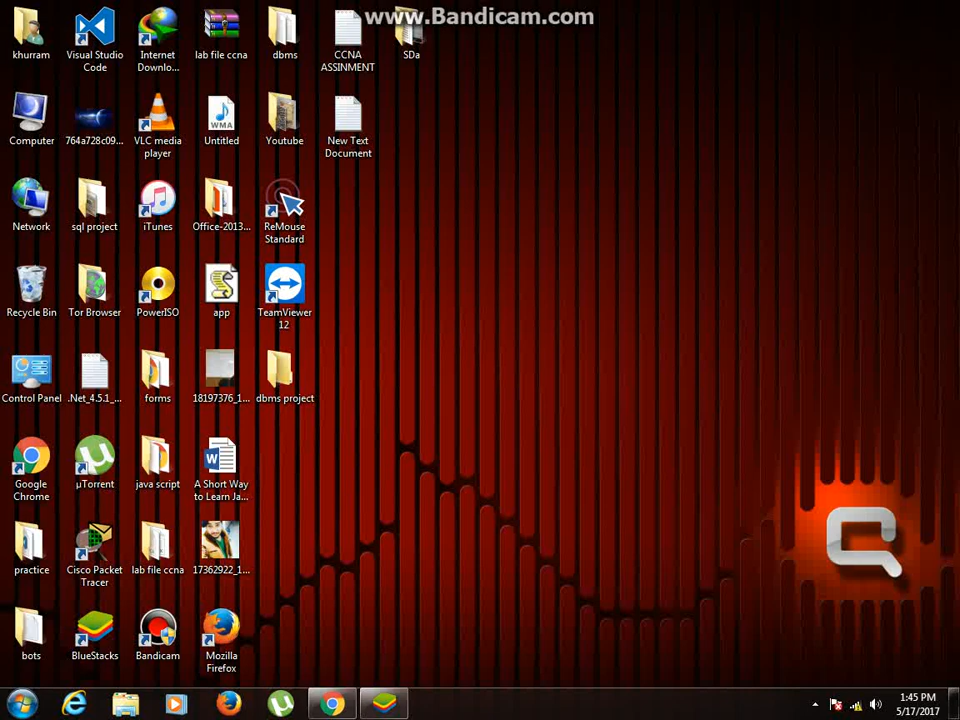 www.Bandicam.com
khurram
Visual Studio
Code
Internet
Downlo...
lab file ccna
dbms
CCNA
ASSINMENT
SDa
Computer
764a728c09...
VLC media
player
WMA
Untitled
Youtube
New Text
Document
Network
sql project
iTunes
Office-2013...
ReMouse
Standard
Recycle Bin
Tor Browser
PowerISO
app
TeamViewer
12
Control Panel
.Net_4.5.1_...
forms
18197376_1...
dbms project
Google
Chrome
µTorrent
java script
A Short Way
to Learn Ja...
practice
Cisco Packet
Tracer
lab file ccna
17362922_1...
bots
BlueStacks
Bandicam
Mozilla
Firefox
1:45 PM
5/17/2017